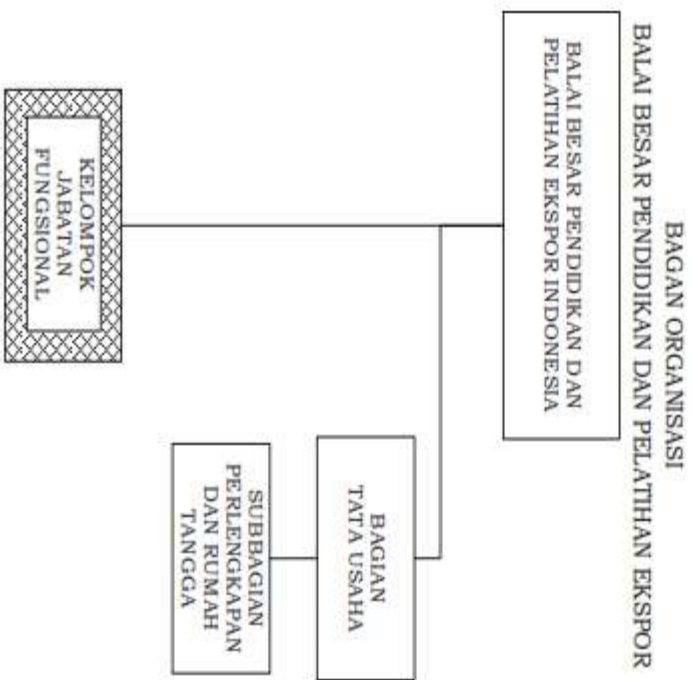 BAGAN ORGANISASI
BALAI BESAR PENDIDIKAN DAN PELATIHAN EKSPOR
BALAI BESAR PENDIDIKAN DAN
PELATIHAN EKSPOR INDONESIA
BAGIAN
TATA USAHA
SUBBAGIAN
PERLENGKAPAN
DAN RUMAH
TANGGA
KELOMPOK
JABATAN
FUNGSIONAL